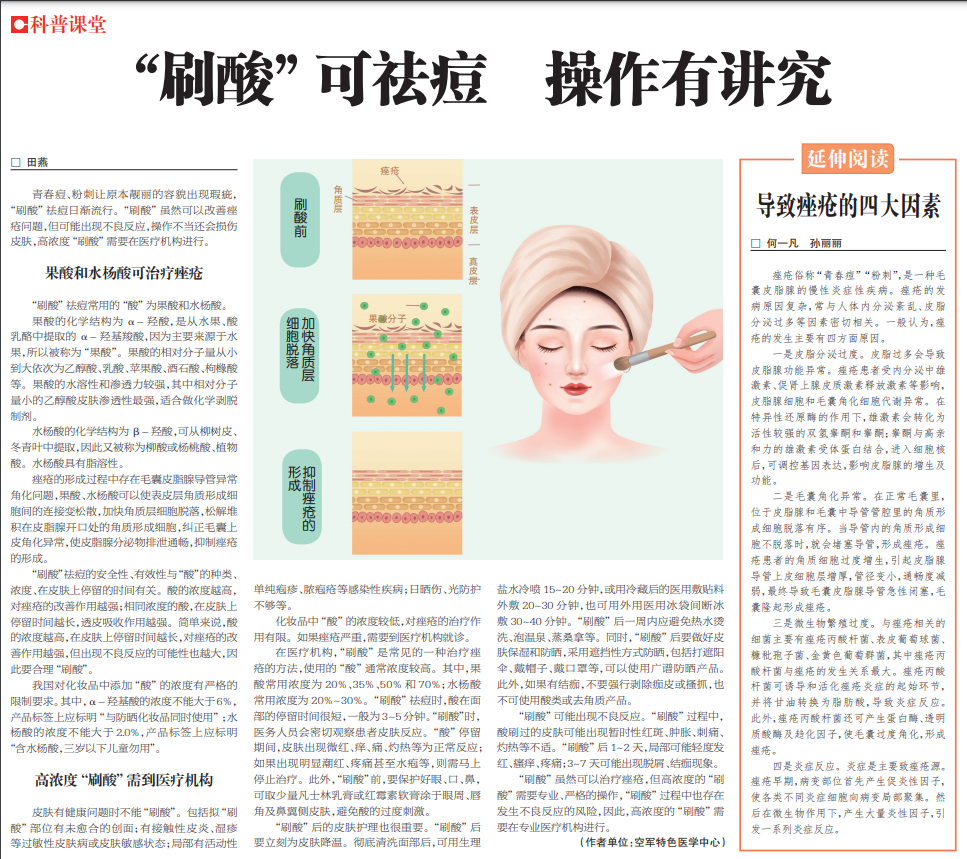 科普课堂
“刷酸”可祛痘 操作有讲究
□ 田燕
青春痘、粉刺让原本靓丽的容貌出现瑕疵，
“刷酸”祛痘日渐流行。“刷酸”虽然可以改善痤
疮问题，但可能出现不良反应，操作不当还会损伤
皮肤，高浓度“刷酸”需要在医疗机构进行。
果酸和水杨酸可治疗痤疮
“刷酸”祛痘常用的“酸”为果酸和水杨酸。
果酸的化学结构为 α－羟酸，是从水果、酸
乳酪中提取的 α－羟基羧酸，因为主要来源于水
果，所以被称为“果酸”。果酸的相对分子量从小
到大依次为乙醇酸、乳酸、苹果酸、酒石酸、枸橼酸
等。果酸的水溶性和渗透力较强，其中相对分子
量小的乙醇酸皮肤渗透性最强，适合做化学剥脱
制剂。
水杨酸的化学结构为 β－羟酸，可从柳树皮、
冬青叶中提取，因此又被称为柳酸或杨桃酸、植物
酸。水杨酸具有脂溶性。
痤疮的形成过程中存在毛囊皮脂腺导管异常
角化问题，果酸、水杨酸可以使表皮层角质形成细
胞间的连接变松散，加快角质层细胞脱落，松解堆
积在皮脂腺开口处的角质形成细胞，纠正毛囊上
皮角化异常，使皮脂腺分泌物排泄通畅，抑制痤疮
的形成。
“刷酸”祛痘的安全性、有效性与“酸”的种类、
浓度、在皮肤上停留的时间有关。酸的浓度越高，
对痤疮的改善作用越强；相同浓度的酸，在皮肤上
停留时间越长，透皮吸收作用越强。简单来说，酸
的浓度越高，在皮肤上停留时间越长，对痤疮的改
善作用越强，但出现不良反应的可能性也越大，因
此要合理“刷酸”。
我国对化妆品中添加“酸”的浓度有严格的
限制要求。其中，α－羟基酸的浓度不能大于6%，
产品标签上应标明“与防晒化妆品同时使用”；水
杨酸的浓度不能大于 2.0%，产品标签上应标明
“含水杨酸，三岁以下儿童勿用”。
高浓度“刷酸”需到医疗机构
皮肤有健康问题时不能“刷酸”。包括拟“刷
酸”部位有未愈合的创面；有接触性皮炎、湿疹
等过敏性皮肤病或皮肤敏感状态；局部有活动性
刷酸前
角质层
痤疮
表皮层
真皮层
加快角质层
细胞脱落
果酸分子
抑制痤疮的
形成
单纯疱疹、脓疱疮等感染性疾病；日晒伤、光防护
不够等。
化妆品中“酸”的浓度较低，对痤疮的治疗作
用有限。如果痤疮严重，需要到医疗机构就诊。
在医疗机构，“刷酸”是常见的一种治疗痤疮
的方法，使用的“酸”通常浓度较高。其中，果
酸常用浓度为 20%、35%、50% 和 70%；水杨酸
常用浓度为 20%~30%。“刷酸”祛痘时，酸在面
部的停留时间很短，一般为 3~5 分钟。“刷酸”时，
医务人员会密切观察患者皮肤反应。“酸”停留
期间，皮肤出现微红、痒、痛、灼热等为正常反应；
如果出现明显潮红、疼痛甚至水疱等，则需马上
停止治疗。此外，“刷酸”前，要保护好眼、口、鼻，
可取少量凡士林乳膏或红霉素软膏涂于眼周、唇
角及鼻翼侧皮肤，避免酸的过度刺激。
“刷酸”后的皮肤护理也很重要。“刷酸”后
要立刻为皮肤降温。彻底清洗面部后，可用生理
盐水冷喷 15~20 分钟，或用冷藏后的医用敷贴料
外敷 20~30 分钟，也可用外用医用冰袋间断冰
敷 30~40 分钟。“刷酸”后一周内应避免热水烫
洗、泡温泉、蒸桑拿等。同时，“刷酸”后要做好皮
肤保湿和防晒，采用遮挡性方式防晒，包括打遮阳
伞、戴帽子、戴口罩等，可以使用广谱防晒产品。
此外，如果有结痂，不要强行剥除痂皮或搔抓，也
不可使用酸类或去角质产品。
“刷酸”可能出现不良反应。“刷酸”过程中，
酸刷过的皮肤可能出现暂时性红斑、肿胀、刺痛、
灼热等不适。“刷酸”后 1~2 天，局部可能轻度发
红、瘙痒、疼痛；3~7 天可能出现脱屑、结痂现象。
“刷酸”虽然可以治疗痤疮，但高浓度的“刷
酸”需要专业、严格的操作，“刷酸”过程中也存在
发生不良反应的风险，因此，高浓度的“刷酸”需
要在专业医疗机构进行。
（作者单位：空军特色医学中心）
延伸阅读
导致痤疮的四大因素
□ 何一凡 孙丽丽
痤疮俗称“青春痘”“粉刺”，是一种毛
囊皮脂腺的慢性炎症性疾病。痤疮的发
病原因复杂，常与人体内分泌紊乱、皮脂
分泌过多等因素密切相关。一般认为，痤
疮的发生主要有四方面原因。
一是皮脂分泌过度。皮脂过多会导致
皮脂腺功能异常。痤疮患者受内分泌中雄
激素、促肾上腺皮质激素释放激素等影响，
皮脂腺细胞和毛囊角化细胞代谢异常。在
特异性还原酶的作用下，雄激素会转化为
活性较强的双氢睾酮和睾酮；睾酮与高亲
和力的雄激素受体蛋白结合，进入细胞核
后，可调控基因表达，影响皮脂腺的增生及
功能。
二是毛囊角化异常。在正常毛囊里，
位于皮脂腺和毛囊中导管管腔里的角质形
成细胞脱落有序。当导管内的角质形成细
胞不脱落时，就会堵塞导管，形成痤疮。痤
疮患者的角质细胞过度增生，引起皮脂腺
导管上皮细胞层增厚，管径变小，通畅度减
弱，最终导致毛囊皮脂腺导管急性闭塞，毛
囊隆起形成痤疮。
三是微生物繁殖过度。与痤疮相关的
细菌主要有痤疮丙酸杆菌、表皮葡萄球菌、
糠秕孢子菌、金黄色葡萄群菌，其中痤疮丙
酸杆菌与痤疮的发生关系最大。痤疮丙酸
杆菌可诱导和活化痤疮炎症的起始环节，
并将甘油转换为脂肪酸，导致炎症反应。
此外，痤疮丙酸杆菌还可产生蛋白酶、透明
质酸酶及趋化因子，使毛囊过度角化，形成
痤疮。
四是炎症反应。炎症是主要致痤疮源。
痤疮早期，病变部位首先产生促炎性因子，
使各类不同炎症细胞向病变局部聚集。然
后在微生物作用下，产生大量炎性因子，引
发一系列炎症反应。